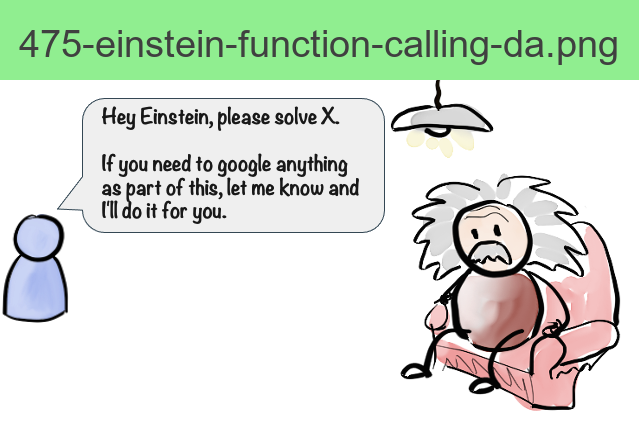 475-einstein-function-calling-da.png
Hey Einstein, please solve X.
If you need to google anything
as part of this, let me know and
I'll do it for you.